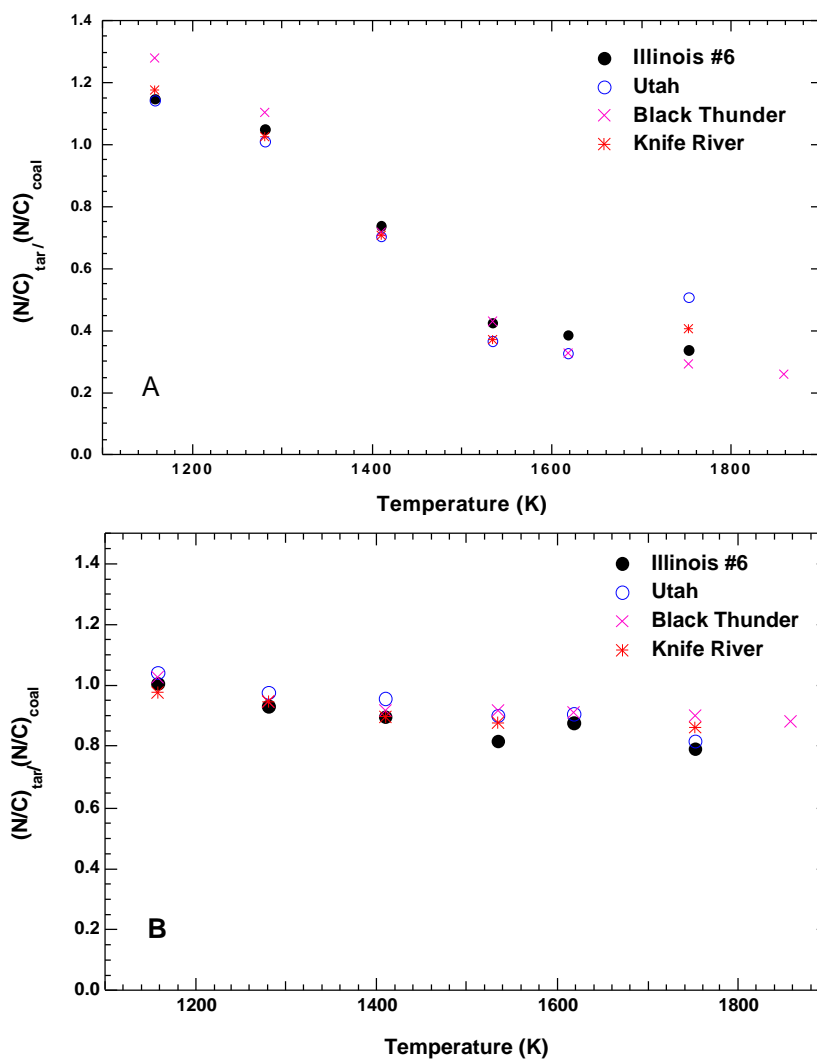 1.4
1.2
1.0
0.8
0.6
0.4
0.2
0.0
(N/C)tar/(N/C)coal
Illinois #6
Utah
Black Thunder
Knife River
A
1200 1400 1600 1800
Temperature (K)
1.4
1.2
1.0
0.8
0.6
0.4
0.2
0.0
(N/C)tar/(N/C)coal
Illinois #6
Utah
Black Thunder
Knife River
B
1200 1400 1600 1800
Temperature (K)